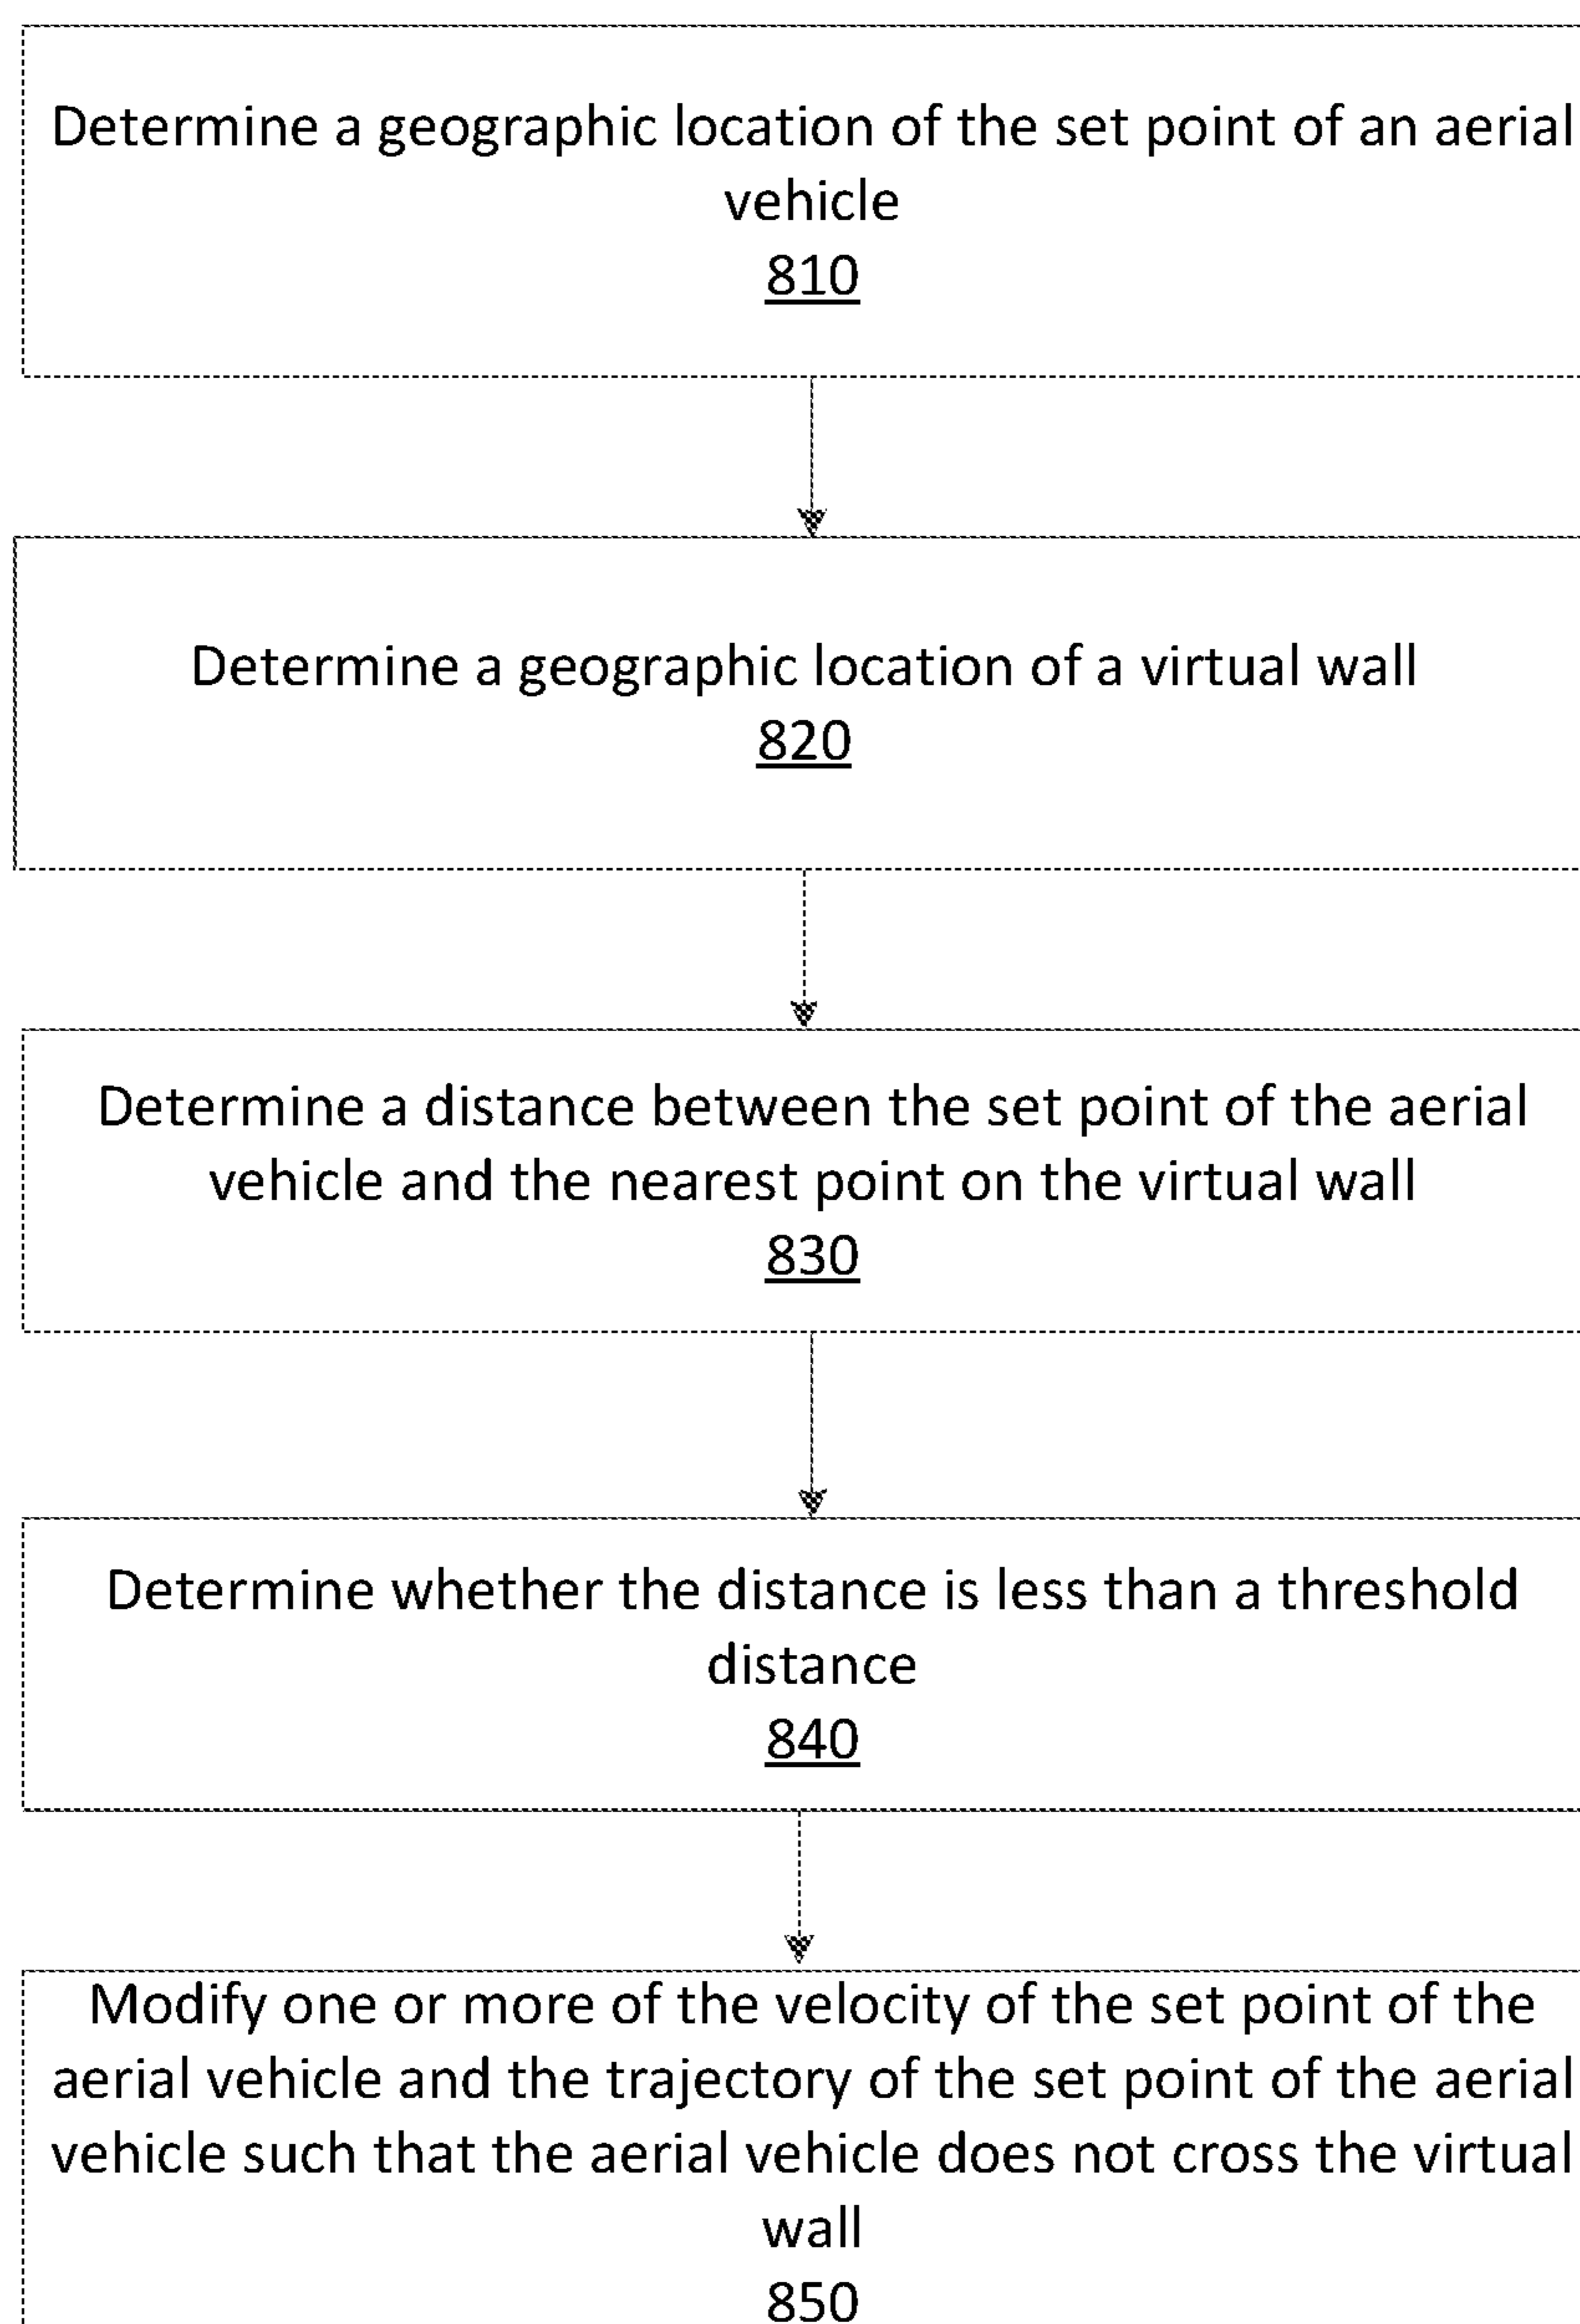 Determine a geographic location of the set point of an aerial
vehicle
810
Determine a geographic location of a virtual wall
820
Determine a distance between the set point of the aerial
vehicle and the nearest point on the virtual wall
830
Determine whether the distance is less than a threshold
distance
840
Modify one or more of the velocity of the set point of the
aerial vehicle and the trajectory of the set point of the aerial
vehicle such that the aerial vehicle does not cross the virtual
wall
850